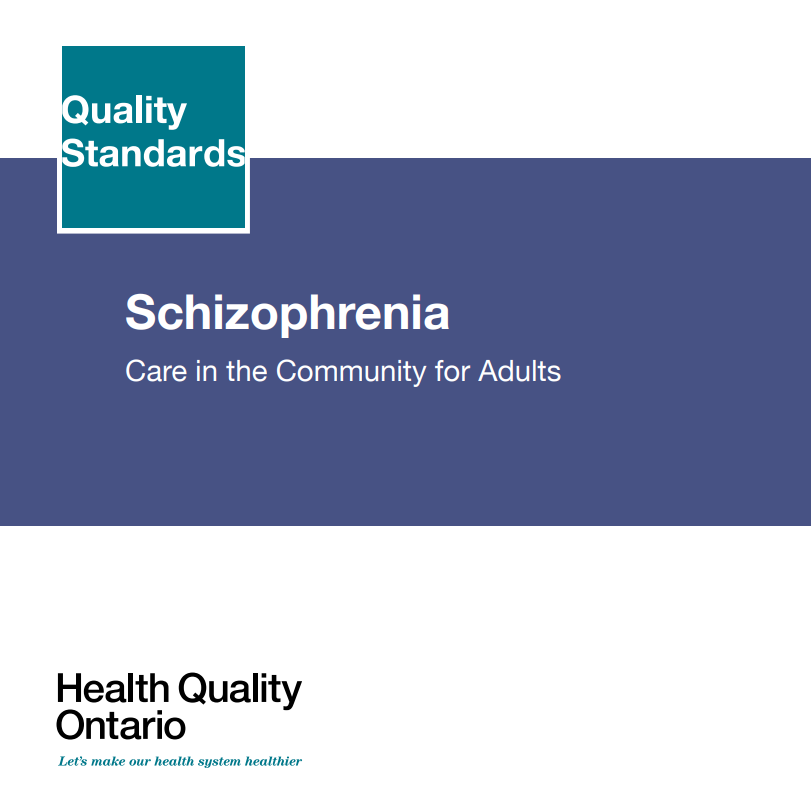 Quality
Standards
Schizophrenia
Care in the Community for Adults
Health Quality
Ontario
Let's make our health system healthier